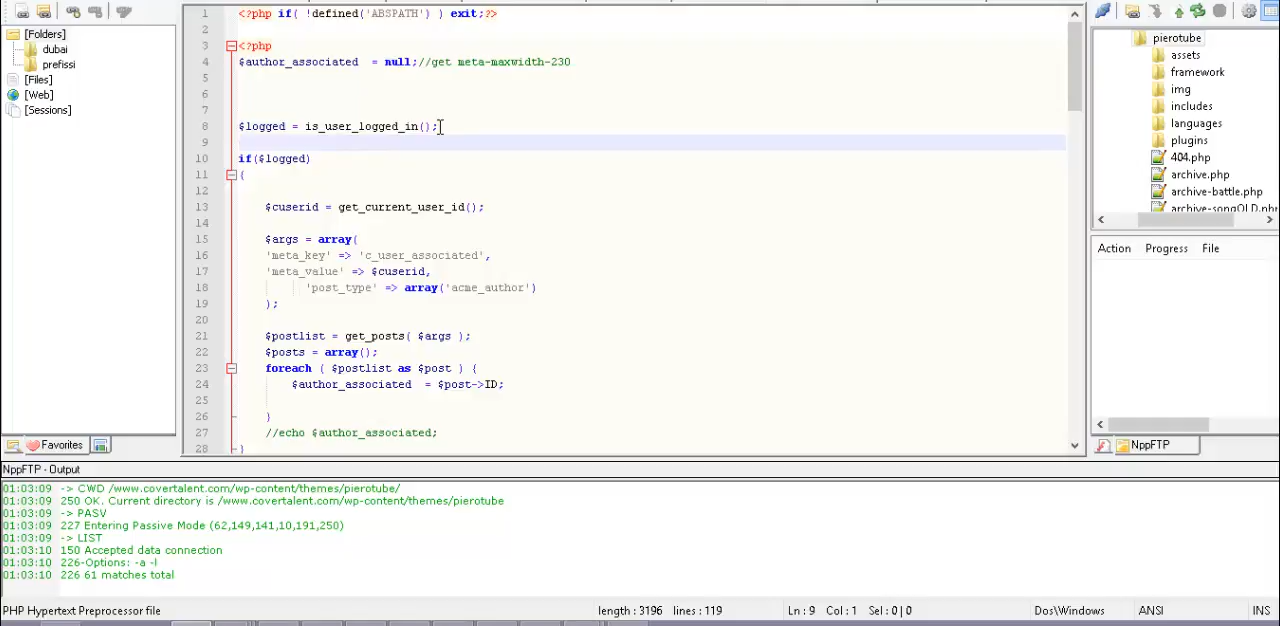 [Folders]
dubai
prefissi
[Files]
[Web]
[Sessions]
Favorites
1 <?php if( !defined('ABSPATH') ) exit;?>
2
3 <?php
4 $author_associated  = null;//get meta-maxwidth-230
5
6
7
8 $logged = is_user_logged_in();
9
10 if($logged)
11 {
12
13 $cuserid = get_current_user_id();
14
15 $args = array(
16 'meta_key' => 'c_user_associated',
17 'meta_value' => $cuserid,
18 'post_type' => array('acme_author')
19 );
20
21 $postlist = get_posts( $args );
22 $posts = array();
23 foreach ( $postlist as $post ) {
24 $author_associated  = $post->ID;
25
26 }
27 //echo $author_associated;
28 }
pierotube
assets
framework
img
includes
languages
plugins
404.php
archive.php
archive-battle.php
archive-songOLD.php
Action Progress File
NppFTP
NppFTP - Output
01:03:09 -> CWD /www.covertalent.com/wp-content/themes/pierotube/
01:03:09 250 OK. Current directory is /www.covertalent.com/wp-content/themes/pierotube
01:03:09 -> PASV
01:03:09 227 Entering Passive Mode (62,149,141,10,191,250)
01:03:09 -> LIST
01:03:10 150 Accepted data connection
01:03:10 226-Options: -a -l
01:03:10 226 61 matches total
PHP Hypertext Preprocessor file length : 3196 lines : 119 Ln : 9 Col : 1 Sel : 0 | 0 Dos\Windows ANSI INS